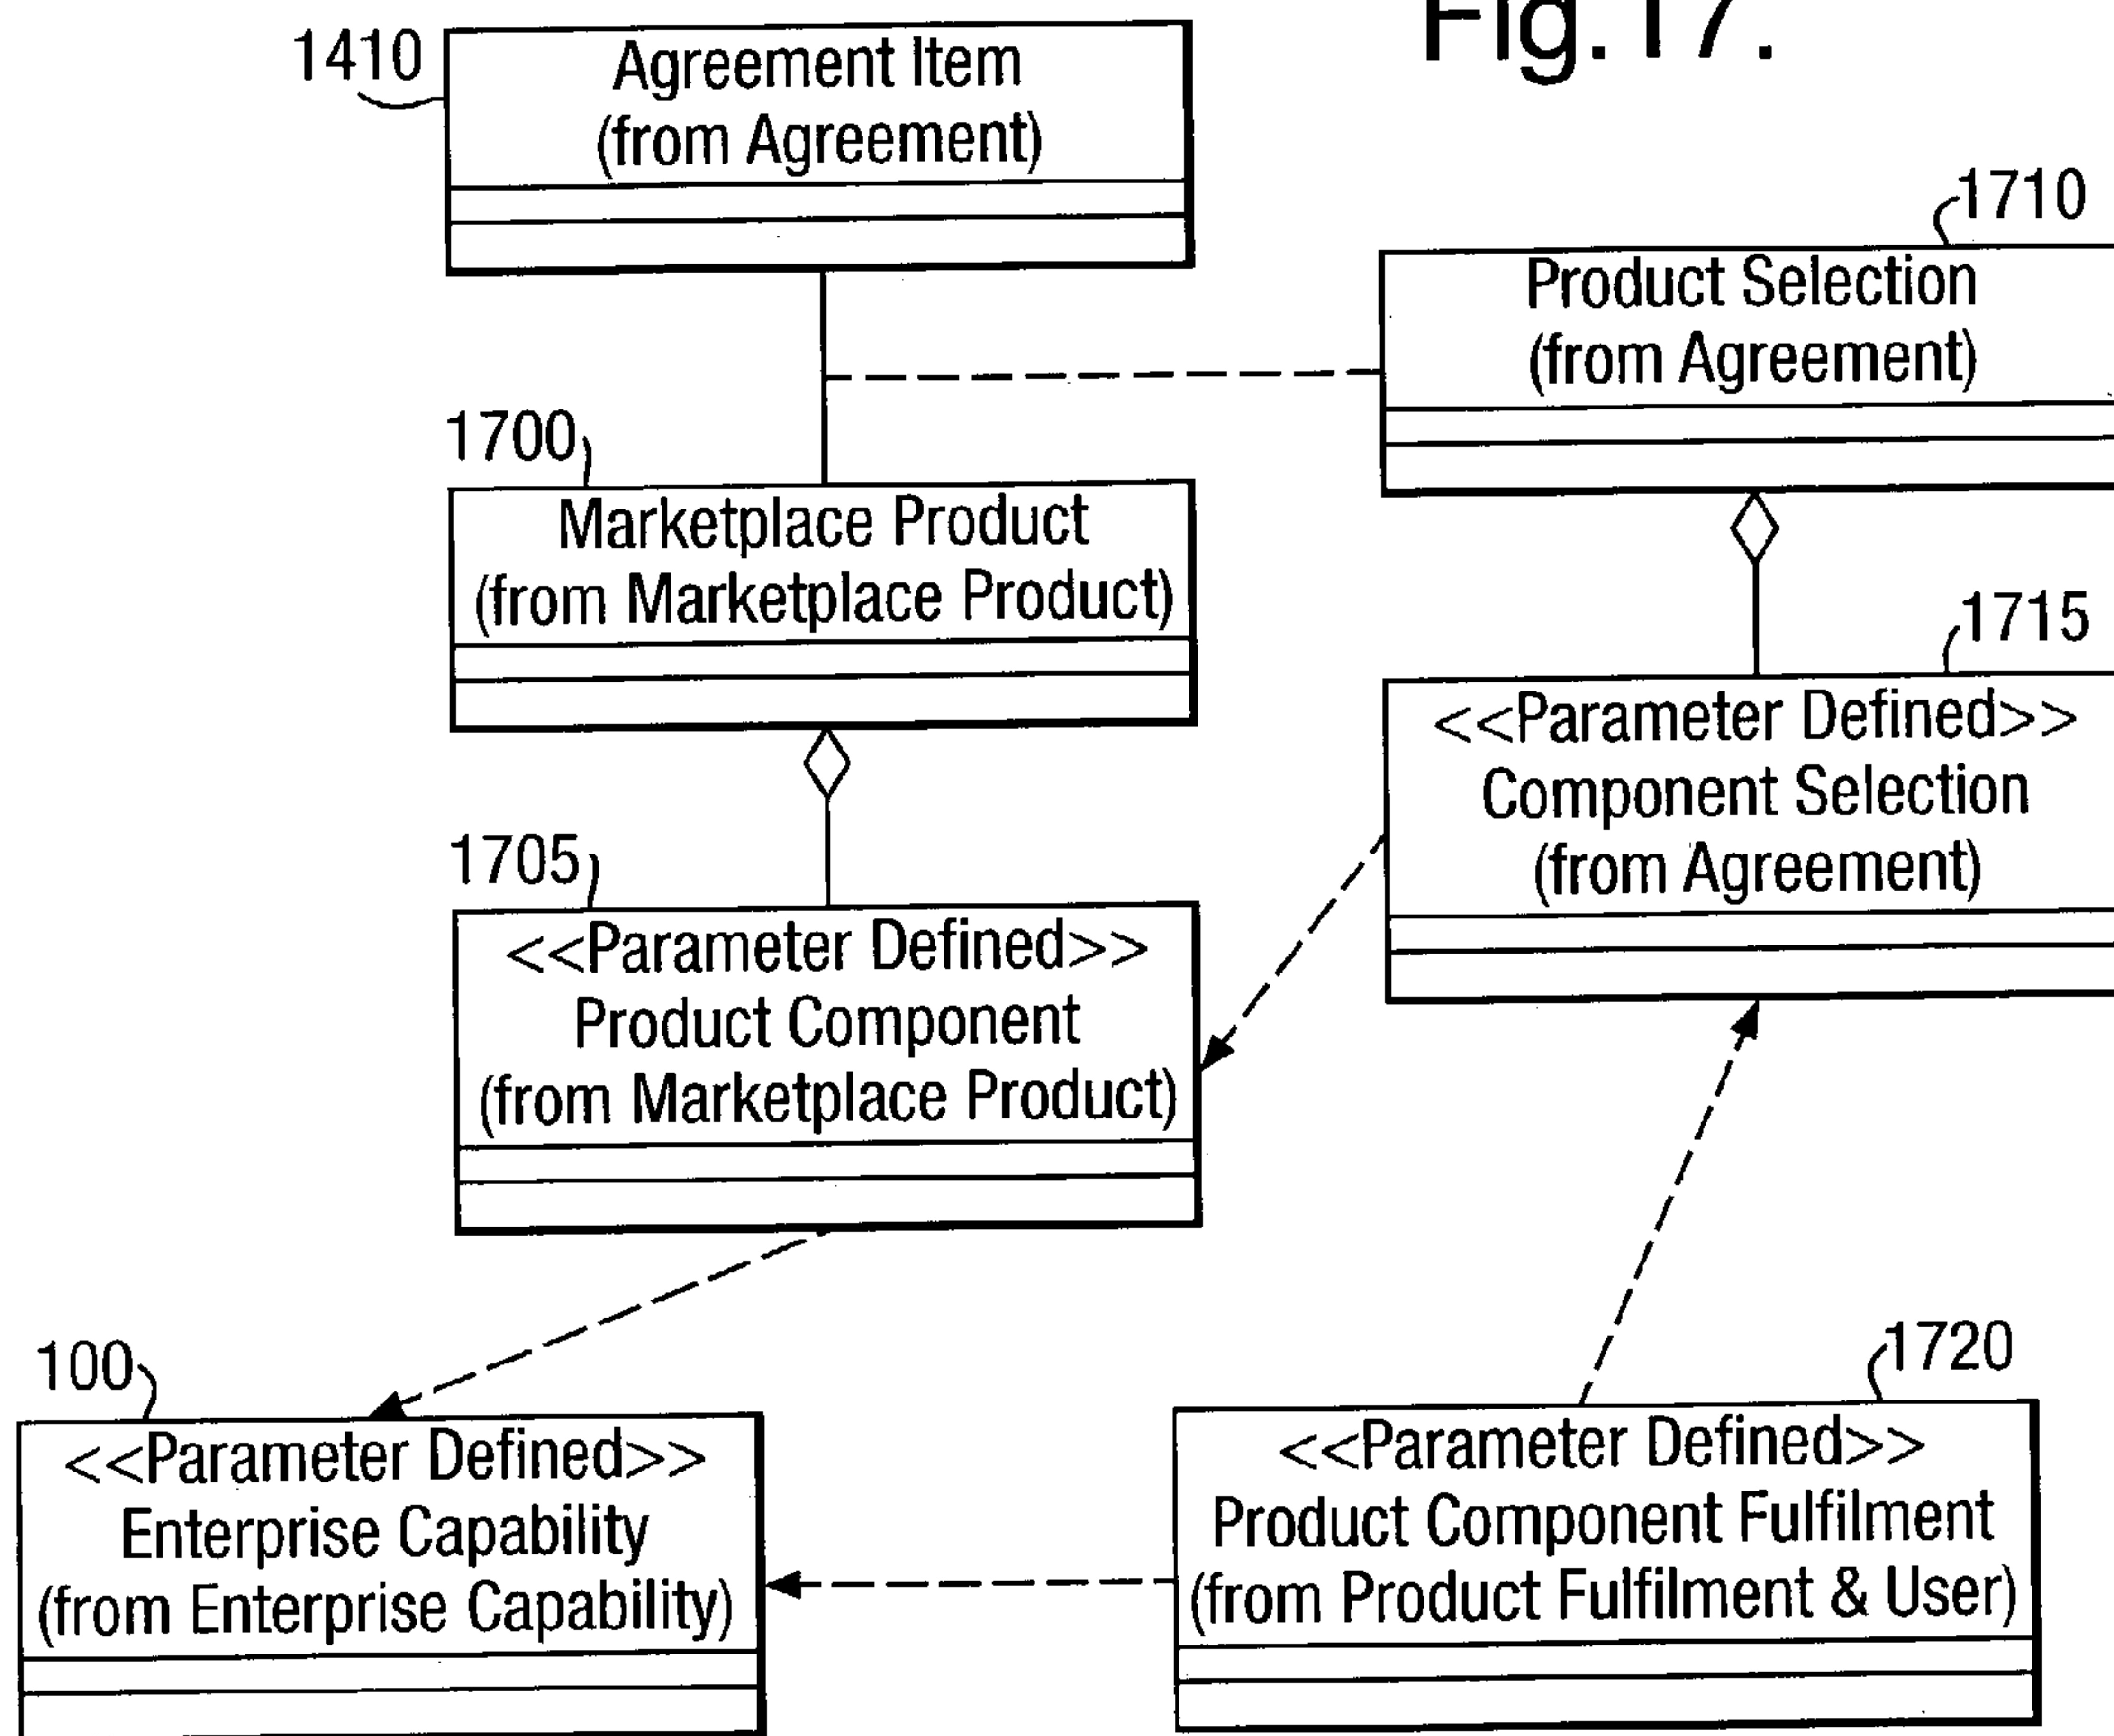 Fig.17.
1410
Agreement Item
(from Agreement)
1710
Product Selection
(from Agreement)
1700
Marketplace Product
(from Marketplace Product)
1715
<<Parameter Defined>>
Component Selection
(from Agreement)
1705
<<Parameter Defined>>
Product Component
(from Marketplace Product)
100
<<Parameter Defined>>
Enterprise Capability
(from Enterprise Capability)
1720
<<Parameter Defined>>
Product Component Fulfilment
(from Product Fulfilment & User)